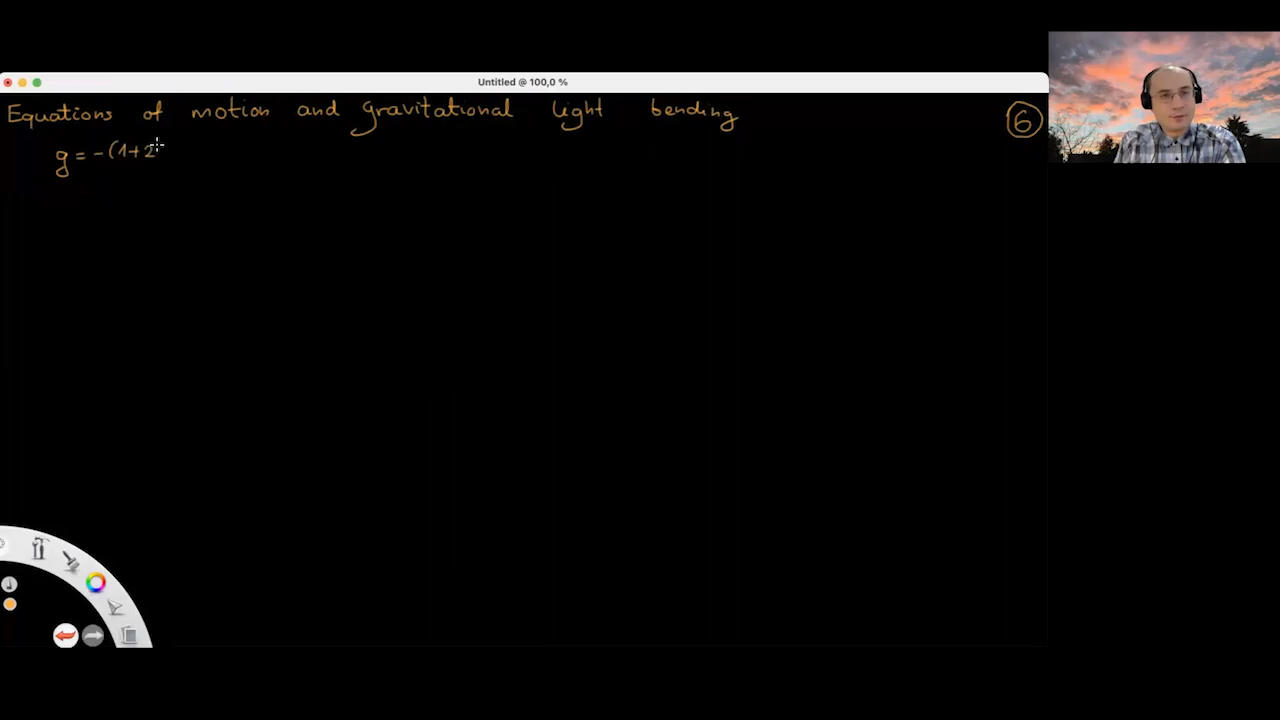 Untitled @ 100,0 %
Equations of motion and gravitational light bending
6
g = - (1+2